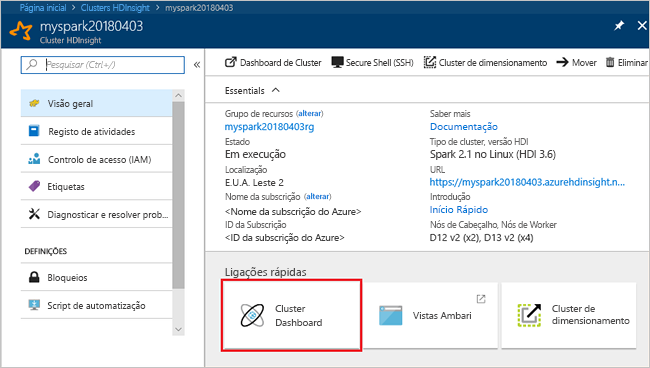 Página inicial > Clusters HDInsight > myspark20180403
myspark20180403
Cluster HDInsight
Pesquisar (Ctrl+/)
Visão geral
Registo de atividades
Controlo de acesso (IAM)
Etiquetas
Diagnosticar e resolver prob...
DEFINIÇÕES
Bloqueios
Script de automatização
Dashboard de Cluster Secure Shell (SSH) Cluster de dimensionamento Mover Eliminar
Essentials
Grupo de recursos (alterar)
myspark20180403rg
Estado
Em execução
Localização
E.U.A. Leste 2
Nome da subscrição (alterar)
<Nome da subscrição do Azure>
ID da Subscrição
<ID da subscrição do Azure>
Saber mais
Documentação
Tipo de cluster, versão HDI
Spark 2.1 no Linux (HDI 3.6)
URL
https://myspark20180403.azurehdinsight.n...
Introdução
Início Rápido
Nós de Cabeçalho, Nós de Worker
D12 v2 (x2), D13 v2 (x4)
Ligações rápidas
Cluster
Dashboard
Vistas Ambari
Cluster de
dimensionamento